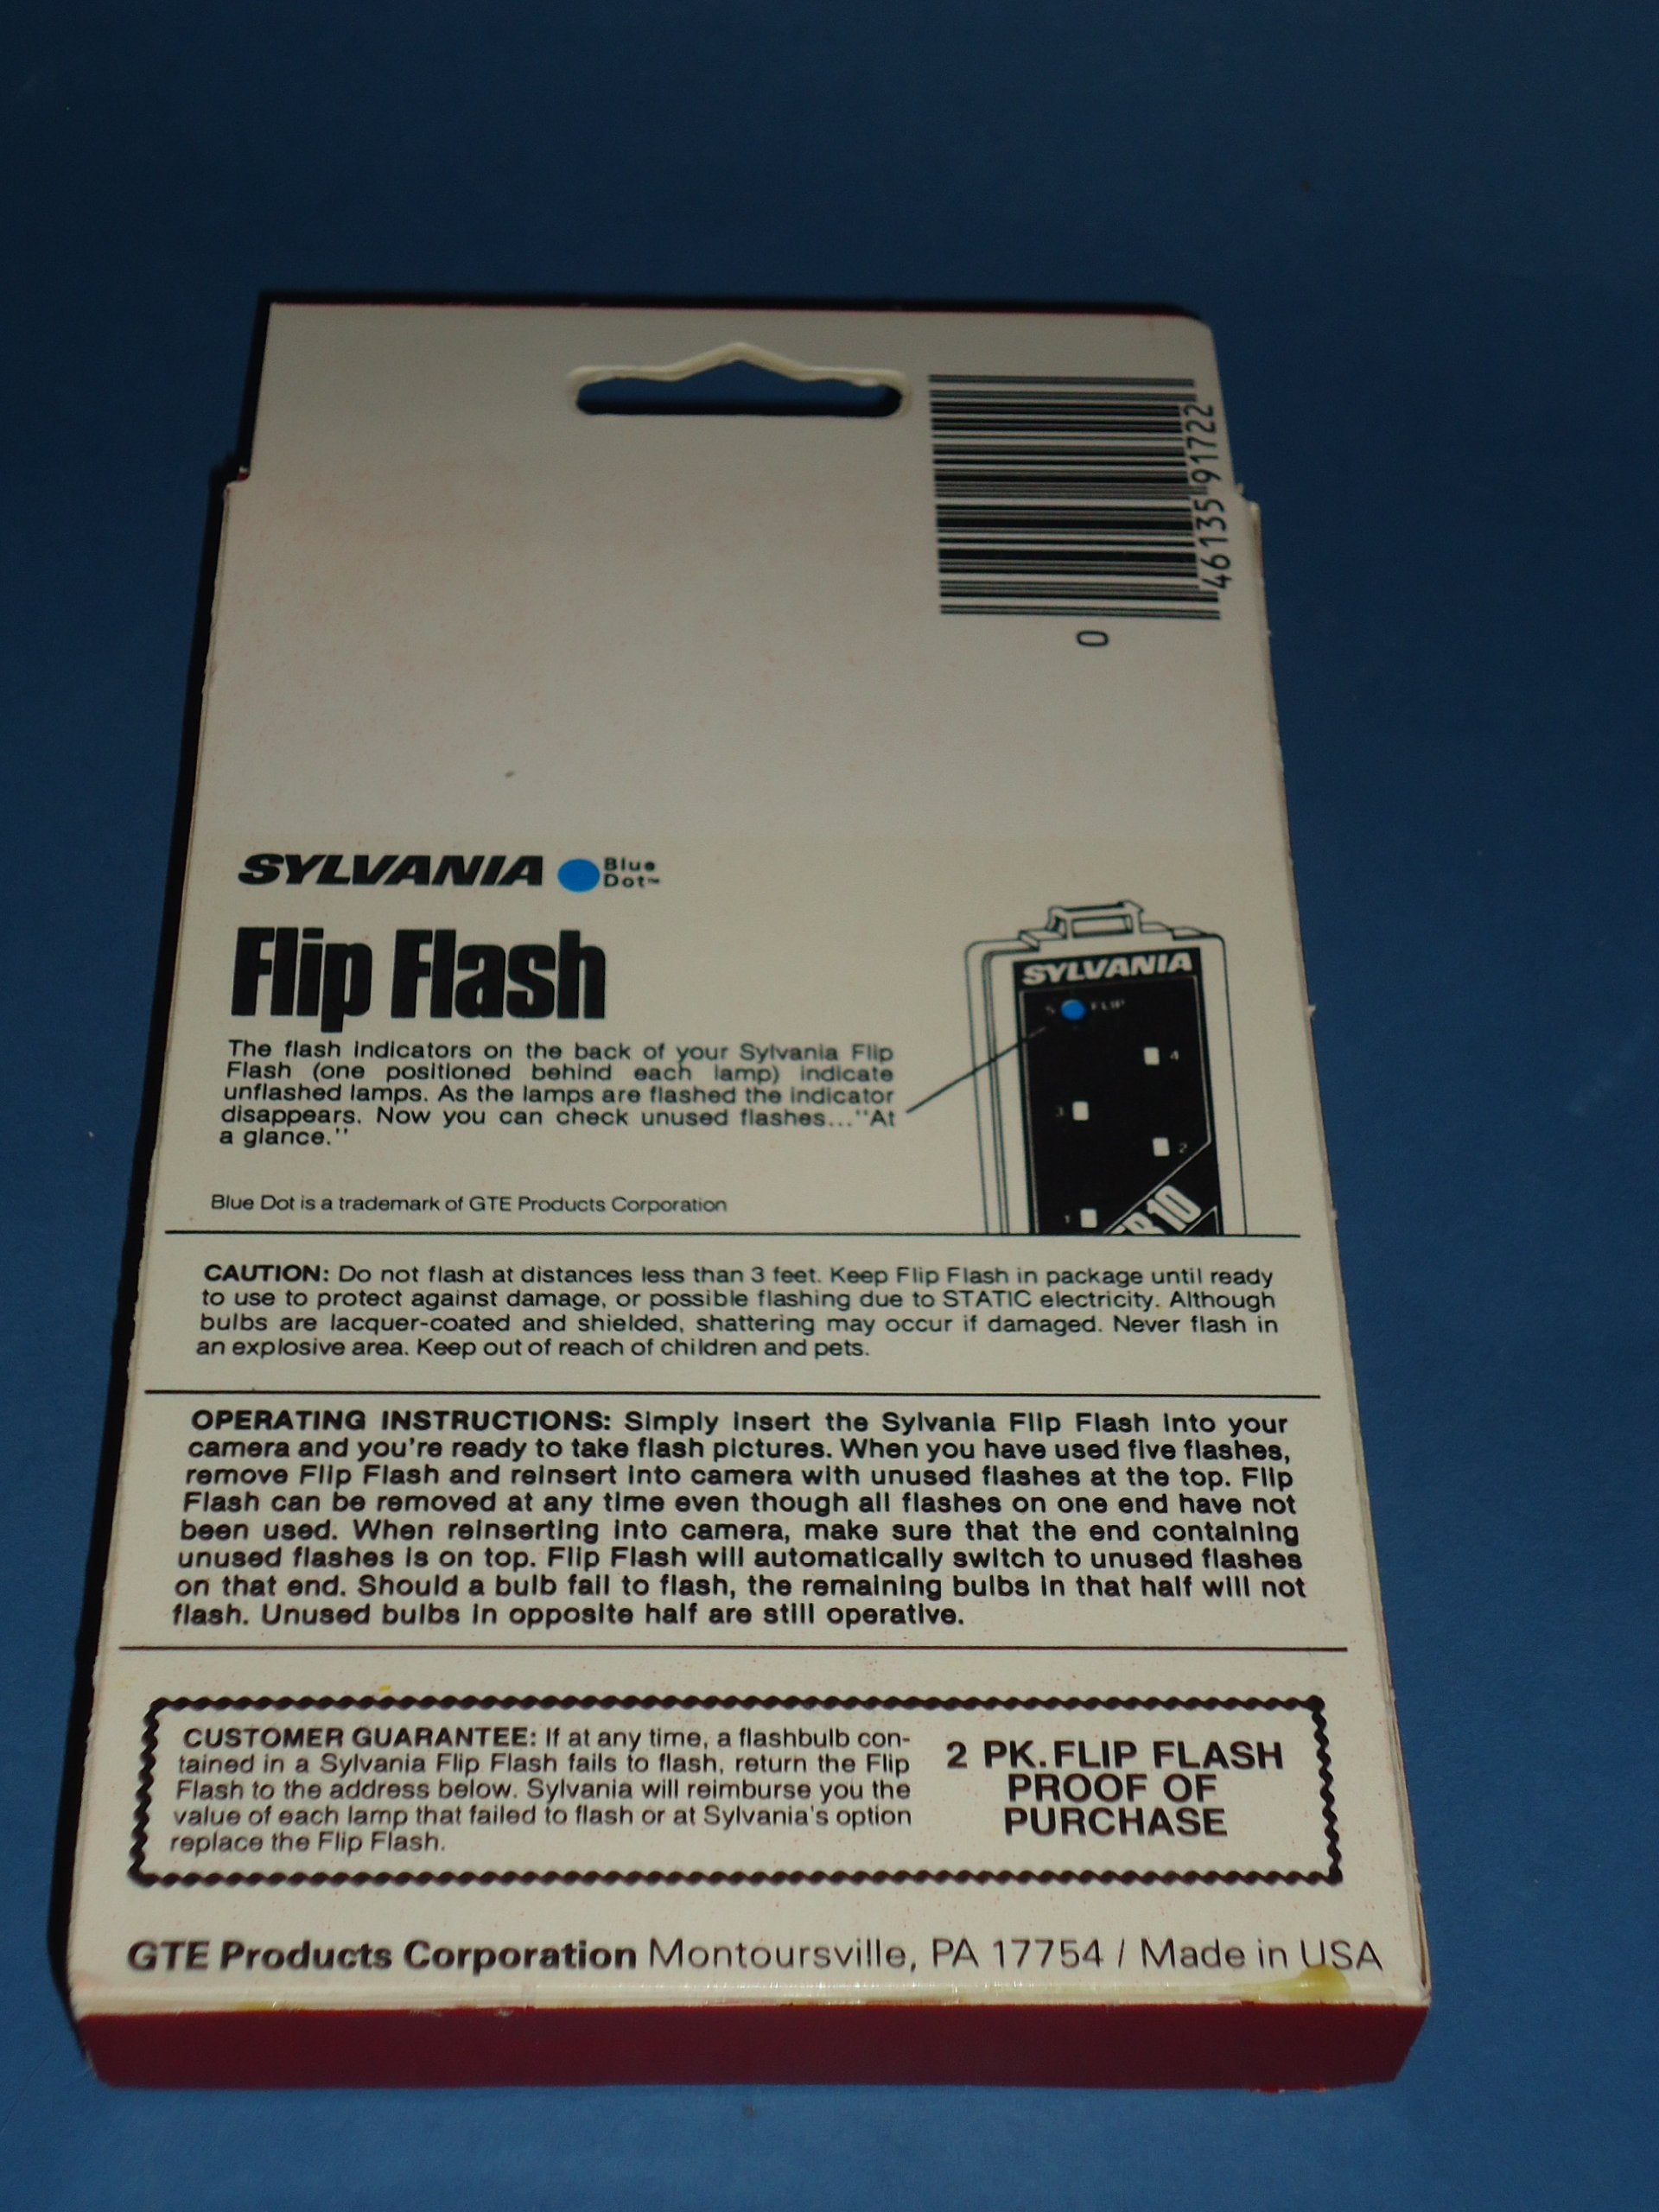 46135 91722
0
SYLVANIA Blue Dot™
Flip Flash
The flash indicators on the back of your Sylvania Flip
Flash (one positioned behind each lamp) indicate
unflashed lamps. As the lamps are flashed the indicator
disappears. Now you can check unused flashes..."At
a glance."
Blue Dot is a trademark of GTE Products Corporation
SYLVANIA
FLIP
4
3
2
1
10
CAUTION: Do not flash at distances less than 3 feet. Keep Flip Flash in package until ready
to use to protect against damage, or possible flashing due to STATIC electricity. Although
bulbs are lacquer-coated and shielded, shattering may occur if damaged. Never flash in
an explosive area. Keep out of reach of children and pets.
OPERATING INSTRUCTIONS: Simply insert the Sylvania Flip Flash into your
camera and you're ready to take flash pictures. When you have used five flashes,
remove Flip Flash and reinsert into camera with unused flashes at the top. Flip
Flash can be removed at any time even though all flashes on one end have not
been used. When reinserting into camera, make sure that the end containing
unused flashes is on top. Flip Flash will automatically switch to unused flashes
on that end. Should a bulb fail to flash, the remaining bulbs in that half will not
flash. Unused bulbs in opposite half are still operative.
CUSTOMER GUARANTEE: If at any time, a flashbulb con-
tained in a Sylvania Flip Flash fails to flash, return the Flip
Flash to the address below. Sylvania will reimburse you the
value of each lamp that failed to flash or at Sylvania's option
replace the Flip Flash.
2 PK. FLIP FLASH
PROOF OF
PURCHASE
GTE Products Corporation Montoursville, PA 17754 / Made in USA